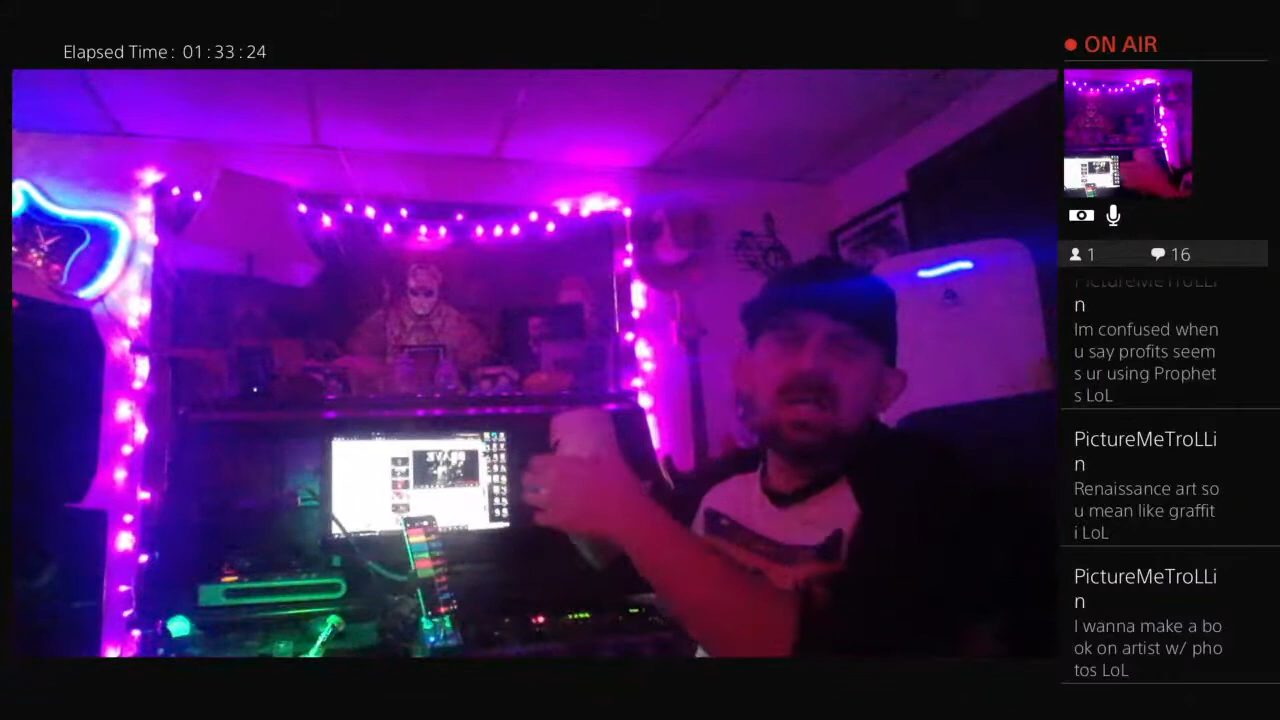 Elapsed Time: 01:33:24
ON AIR
1
16
PictureMeTroLLi
n
Im confused when
u say profits seem
s ur using Prophet
s LoL
PictureMeTroLLi
n
Renaissance art so
u mean like graffit
i LoL
PictureMeTroLLi
n
I wanna make a bo
ok on artist w/ pho
tos LoL